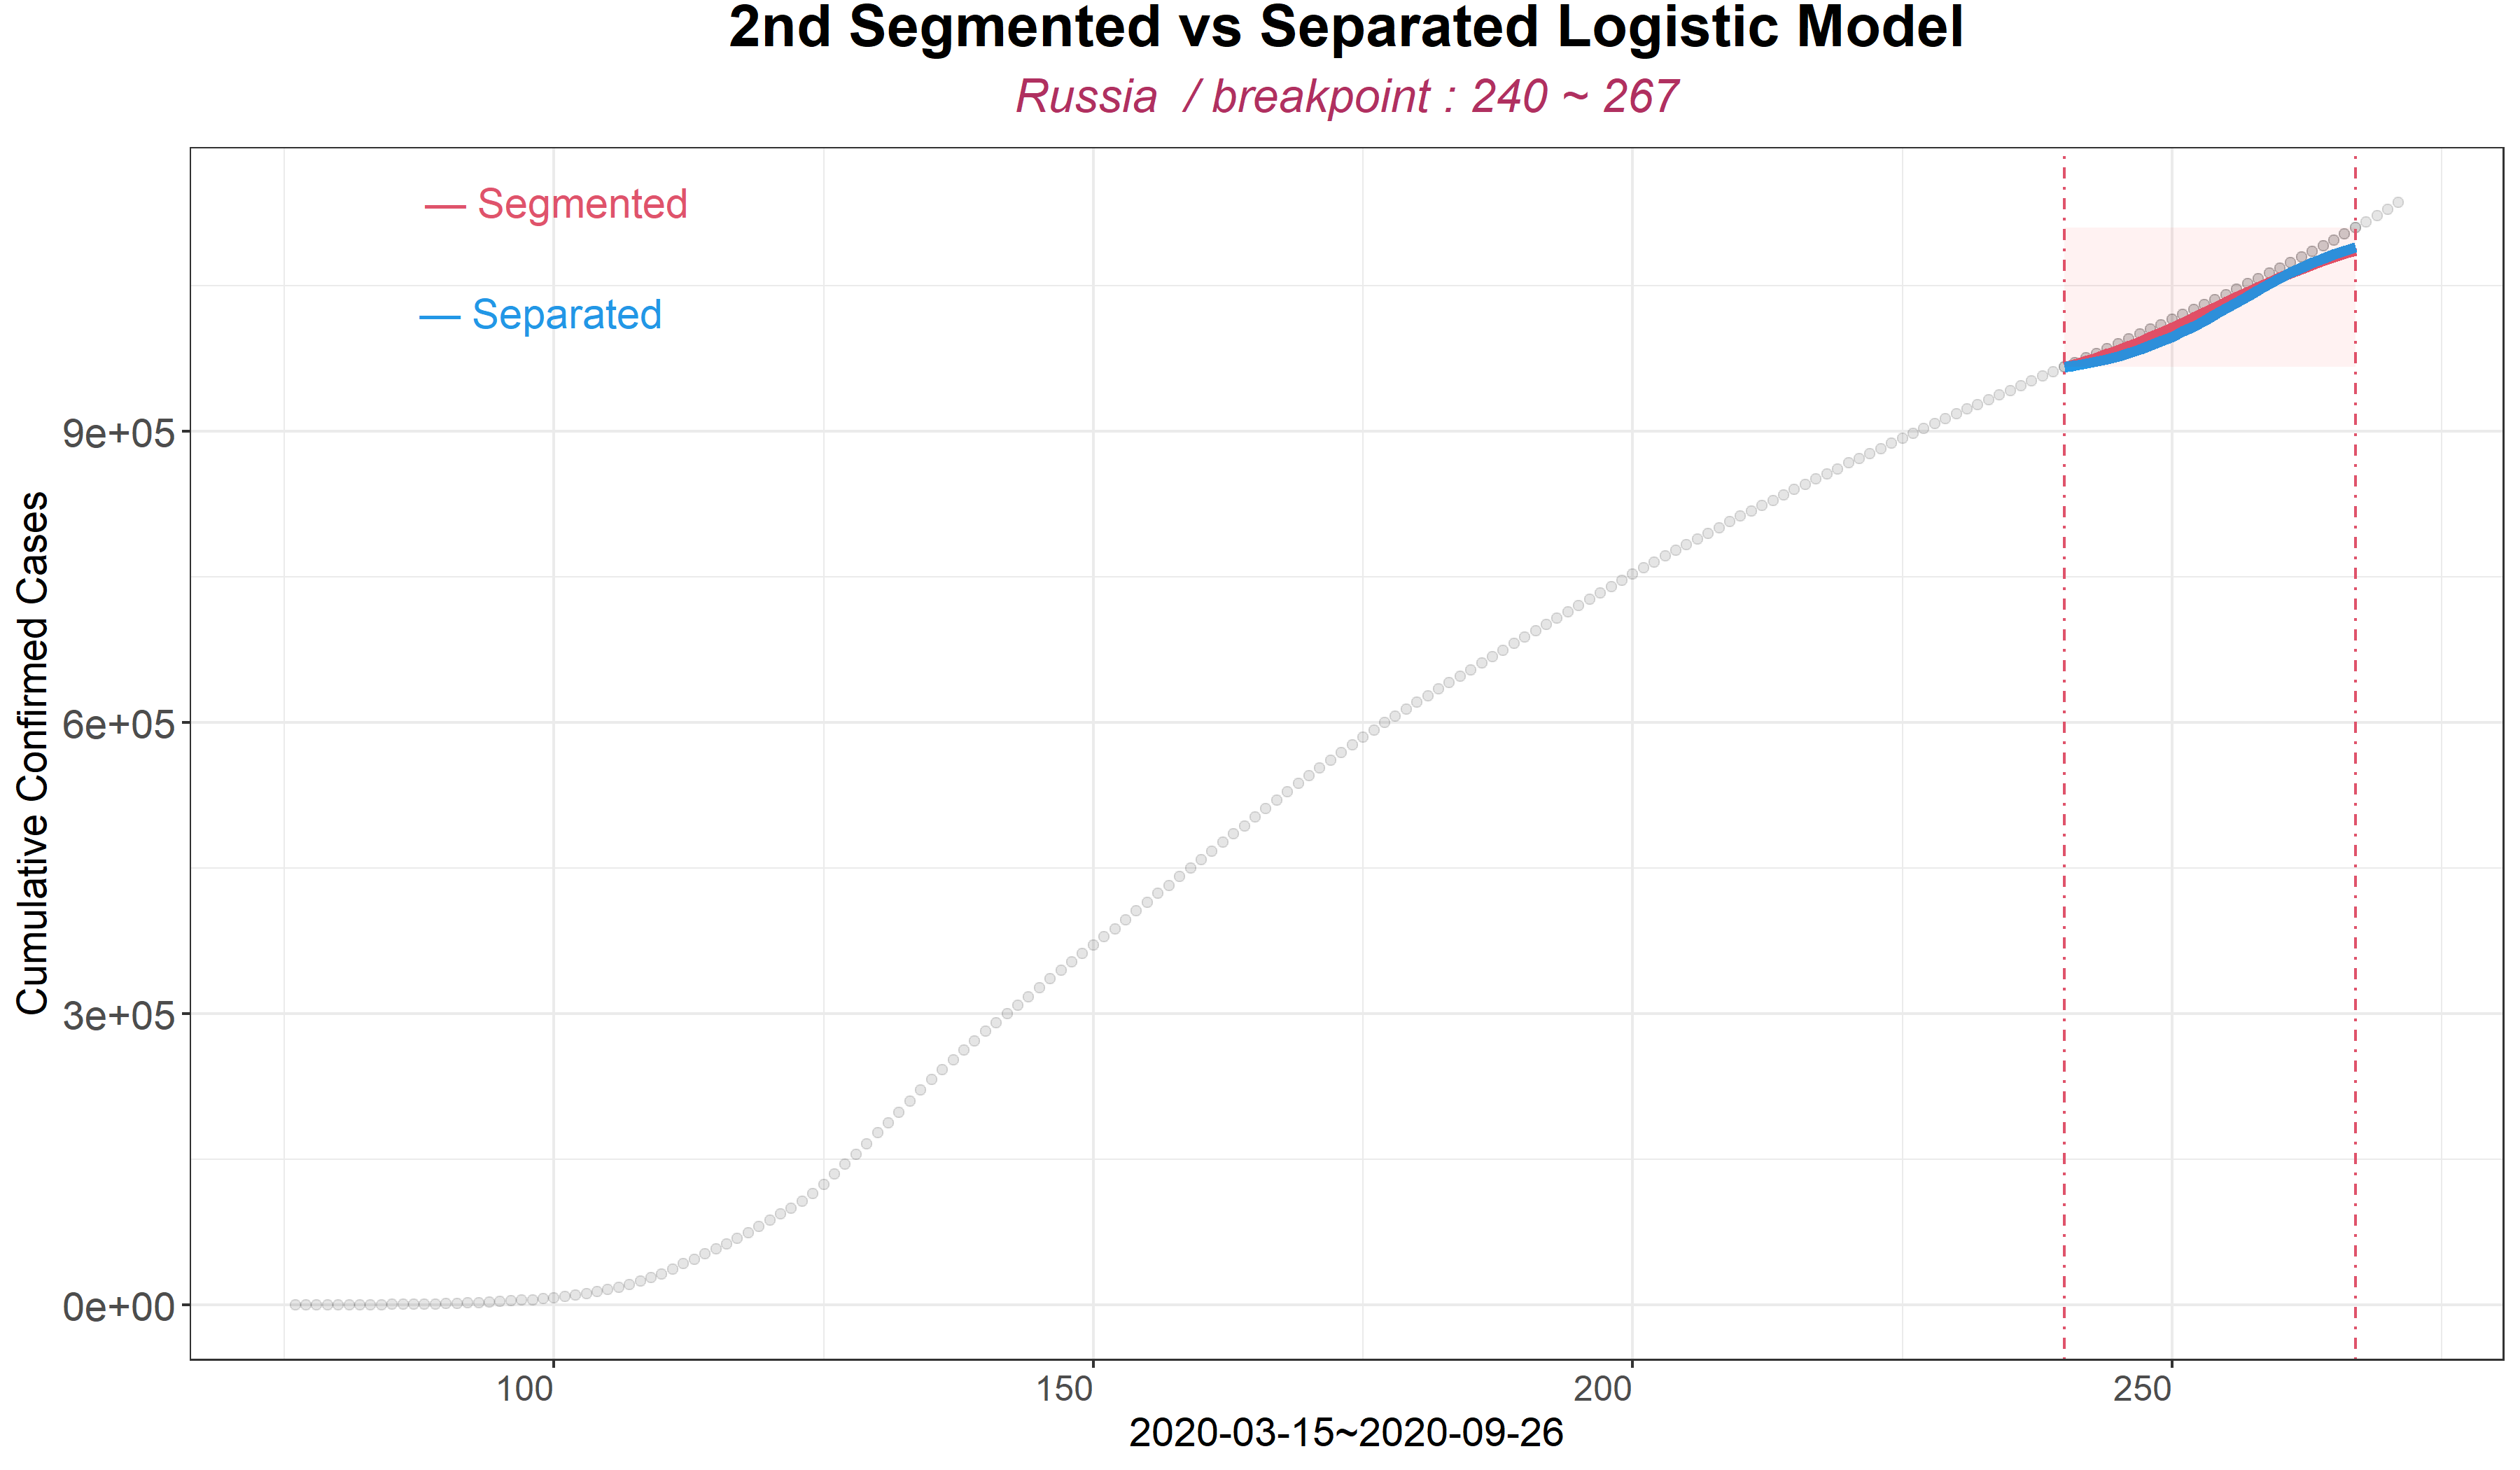 2nd Segmented vs Separated Logistic Model
Russia / breakpoint : 240 ~ 267
— Segmented
— Separated
Cumulative Confirmed Cases
9e+05
6e+05
3e+05
0e+00
100 150 200 250
2020-03-15~2020-09-26